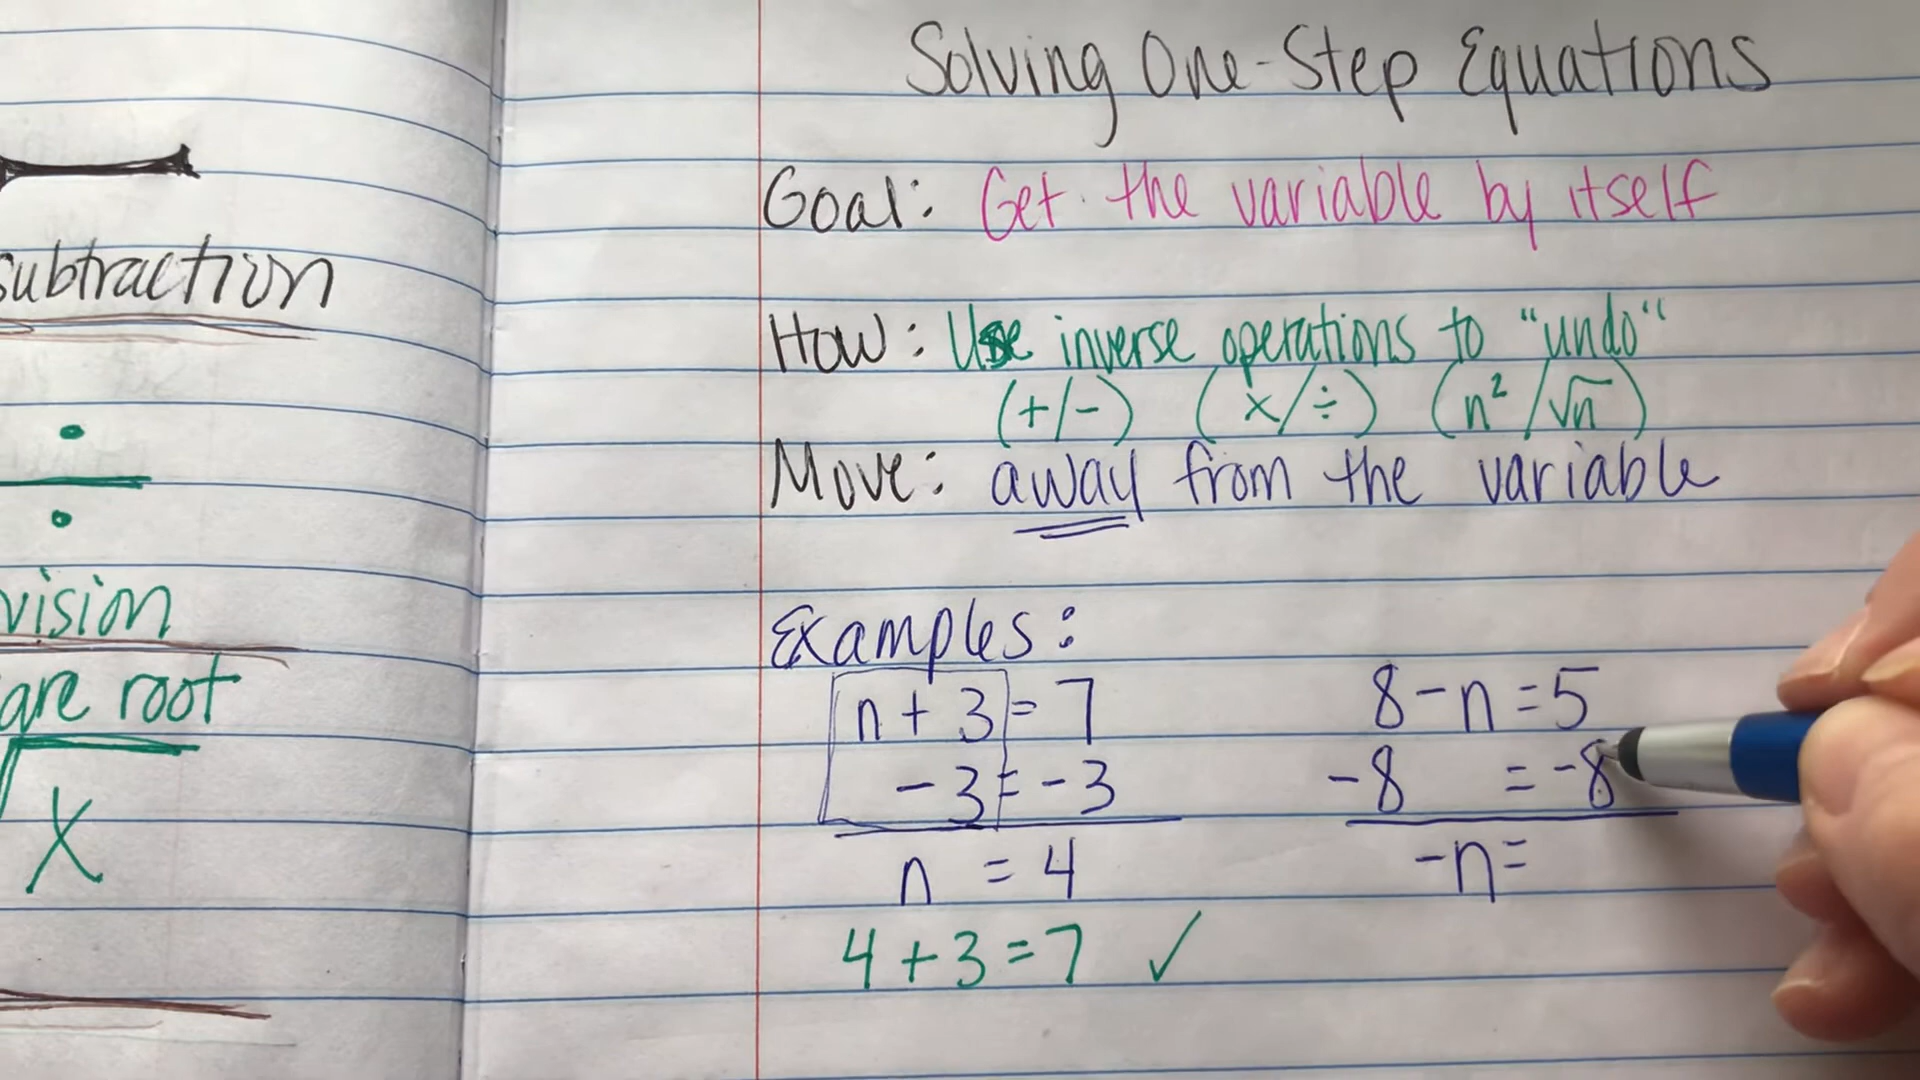 subtraction
vision
are root
X
Solving One-Step Equations
Goal: Get the variable by itself
How: Use inverse operations to "undo"
(+/-) (x/÷) (n²/√n)
Move: away from the variable
Examples:
n + 3 = 7
- 3 = - 3
n = 4
4 + 3 = 7 ✓
8 - n = 5
- 8 = - 8
- n =